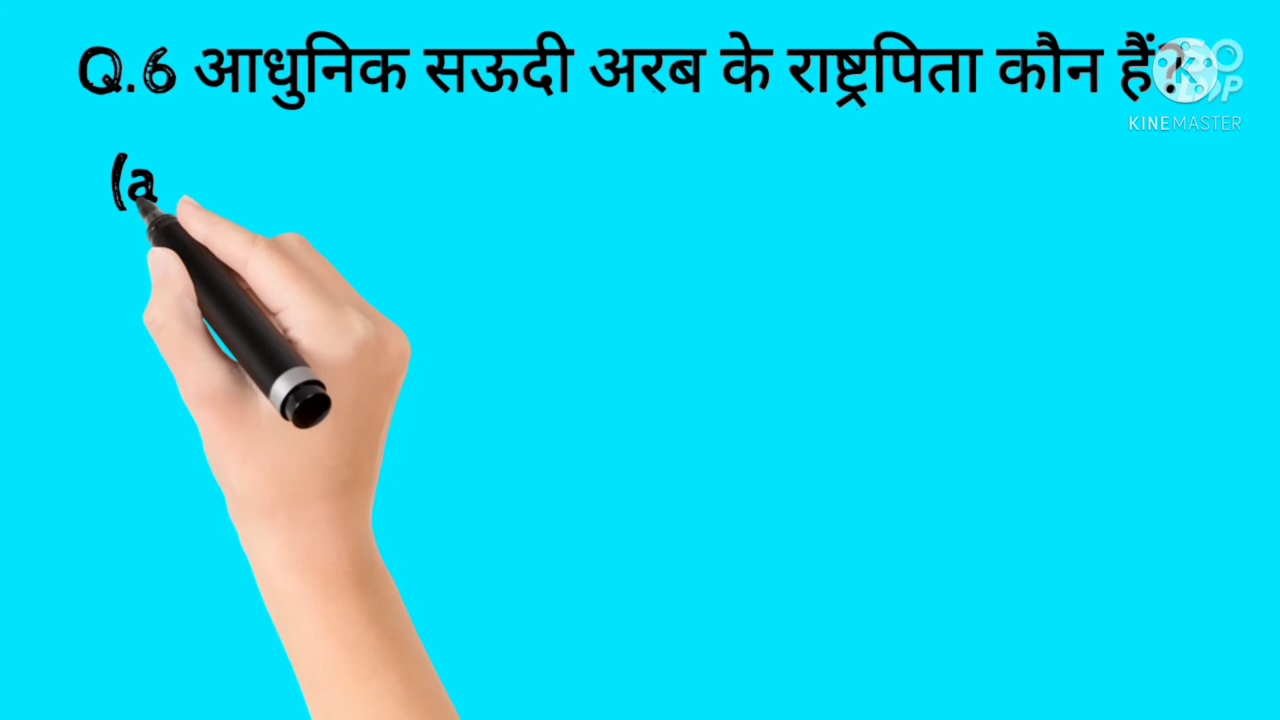 Q.6 आधुनिक सऊदी अरब के राष्ट्रपिता कौन हैं?
KINEMASTER
(a